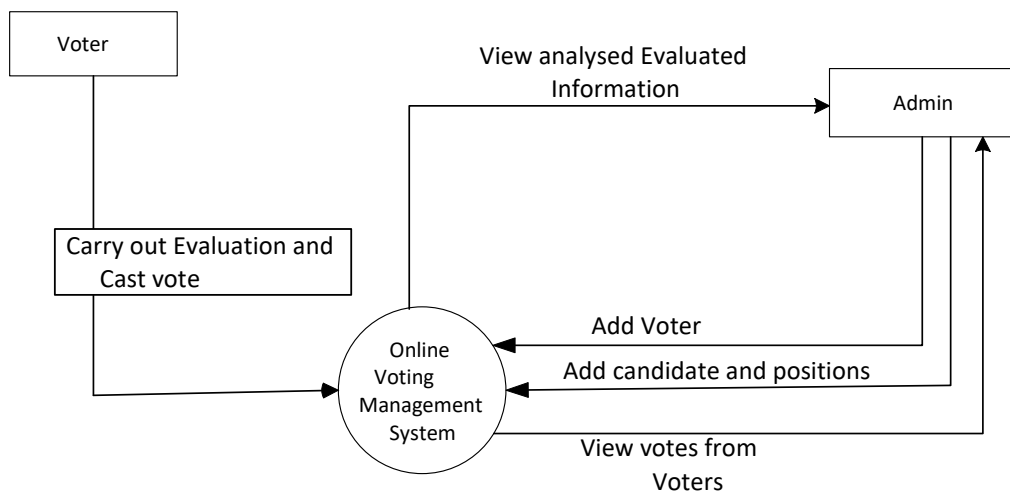 Voter
View analysed Evaluated
Information
Admin
Carry out Evaluation and
Cast vote
Add Voter
Online
Voting
Management
System
Add candidate and positions
View votes from
Voters